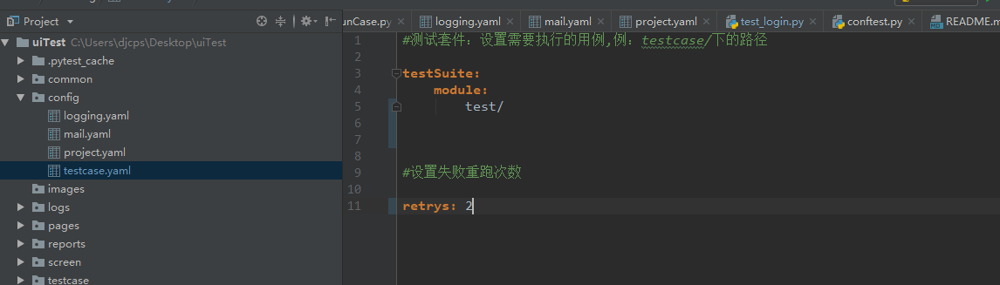 Project
uiTest C:\Users\djcps\Desktop\uiTest
.pytest_cache
common
config
logging.yaml
mail.yaml
project.yaml
testcase.yaml
images
logs
pages
reports
screen
testcase
unCase.py
logging.yaml
mail.yaml
project.yaml
test_login.py
conftest.py
README.m
1 #测试套件：设置需要执行的用例,例：testcase/下的路径
2
3 testSuite:
4 module:
5 test/
6
7
8
9 #设置失败重跑次数
10
11 retrys: 2